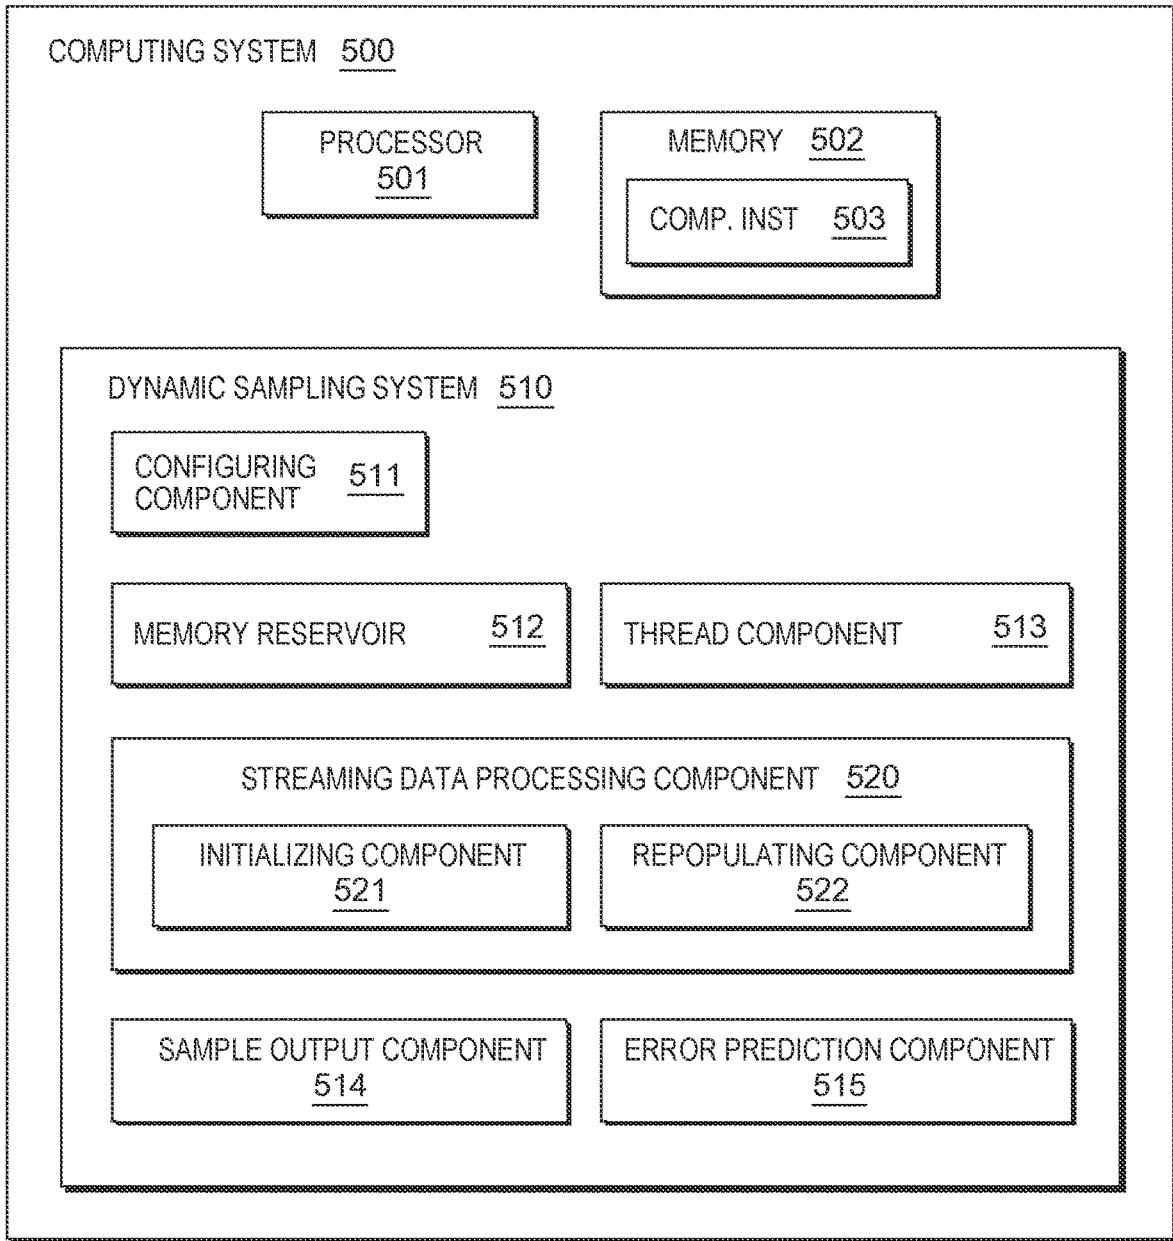 COMPUTING SYSTEM 500
PROCESSOR
501
MEMORY 502
COMP. INST 503
DYNAMIC SAMPLING SYSTEM 510
CONFIGURING
COMPONENT 511
MEMORY RESERVOIR 512
THREAD COMPONENT 513
STREAMING DATA PROCESSING COMPONENT 520
INITIALIZING COMPONENT
521
REPOPULATING COMPONENT
522
SAMPLE OUTPUT COMPONENT
514
ERROR PREDICTION COMPONENT
515